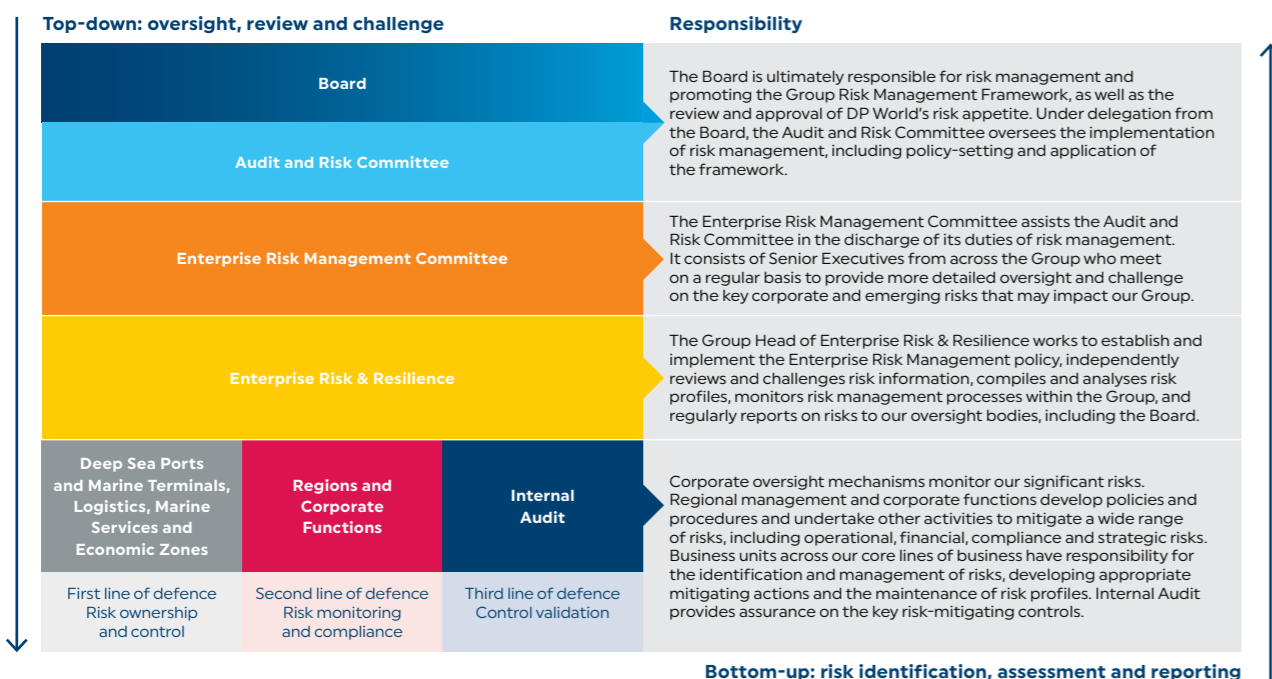 Top-down: oversight, review and challenge
Responsibility
Board
Audit and Risk Committee
The Board is ultimately responsible for risk management and
promoting the Group Risk Management Framework, as well as the
review and approval of DP World's risk appetite. Under delegation from
the Board, the Audit and Risk Committee oversees the implementation
of risk management, including policy-setting and application of
the framework.
Enterprise Risk Management Committee
The Enterprise Risk Management Committee assists the Audit and
Risk Committee in the discharge of its duties of risk management.
It consists of Senior Executives from across the Group who meet
on a regular basis to provide more detailed oversight and challenge
on the key corporate and emerging risks that may impact our Group.
Enterprise Risk & Resilience
The Group Head of Enterprise Risk & Resilience works to establish and
implement the Enterprise Risk Management policy, independently
reviews and challenges risk information, compiles and analyses risk
profiles, monitors risk management processes within the Group, and
regularly reports on risks to our oversight bodies, including the Board.
Deep Sea Ports
and Marine Terminals,
Logistics, Marine
Services and
Economic Zones
First line of defence
Risk ownership
and control
Regions and
Corporate
Functions
Second line of defence
Risk monitoring
and compliance
Internal
Audit
Third line of defence
Control validation
Corporate oversight mechanisms monitor our significant risks.
Regional management and corporate functions develop policies and
procedures and undertake other activities to mitigate a wide range
of risks, including operational, financial, compliance and strategic risks.
Business units across our core lines of business have responsibility for
the identification and management of risks, developing appropriate
mitigating actions and the maintenance of risk profiles. Internal Audit
provides assurance on the key risk-mitigating controls.
Bottom-up: risk identification, assessment and reporting